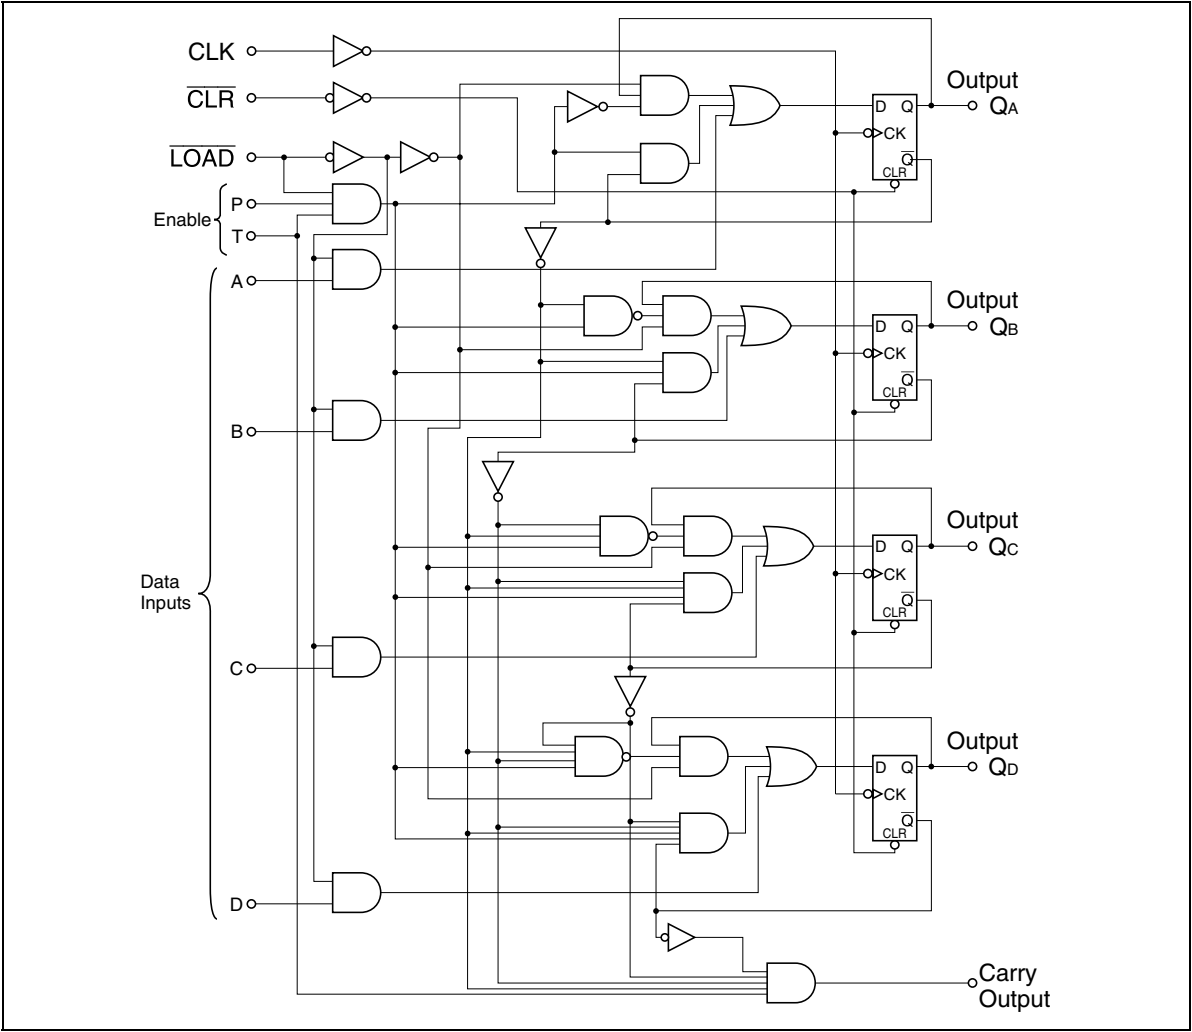 CLK
CLR
LOAD
Enable
P
T
A
B
Data
Inputs
C
D
D Q
CK
Q
CLR
Output
QA
D Q
CK
Q
CLR
Output
QB
D Q
CK
Q
CLR
Output
QC
D Q
CK
Q
CLR
Output
QD
Carry
Output